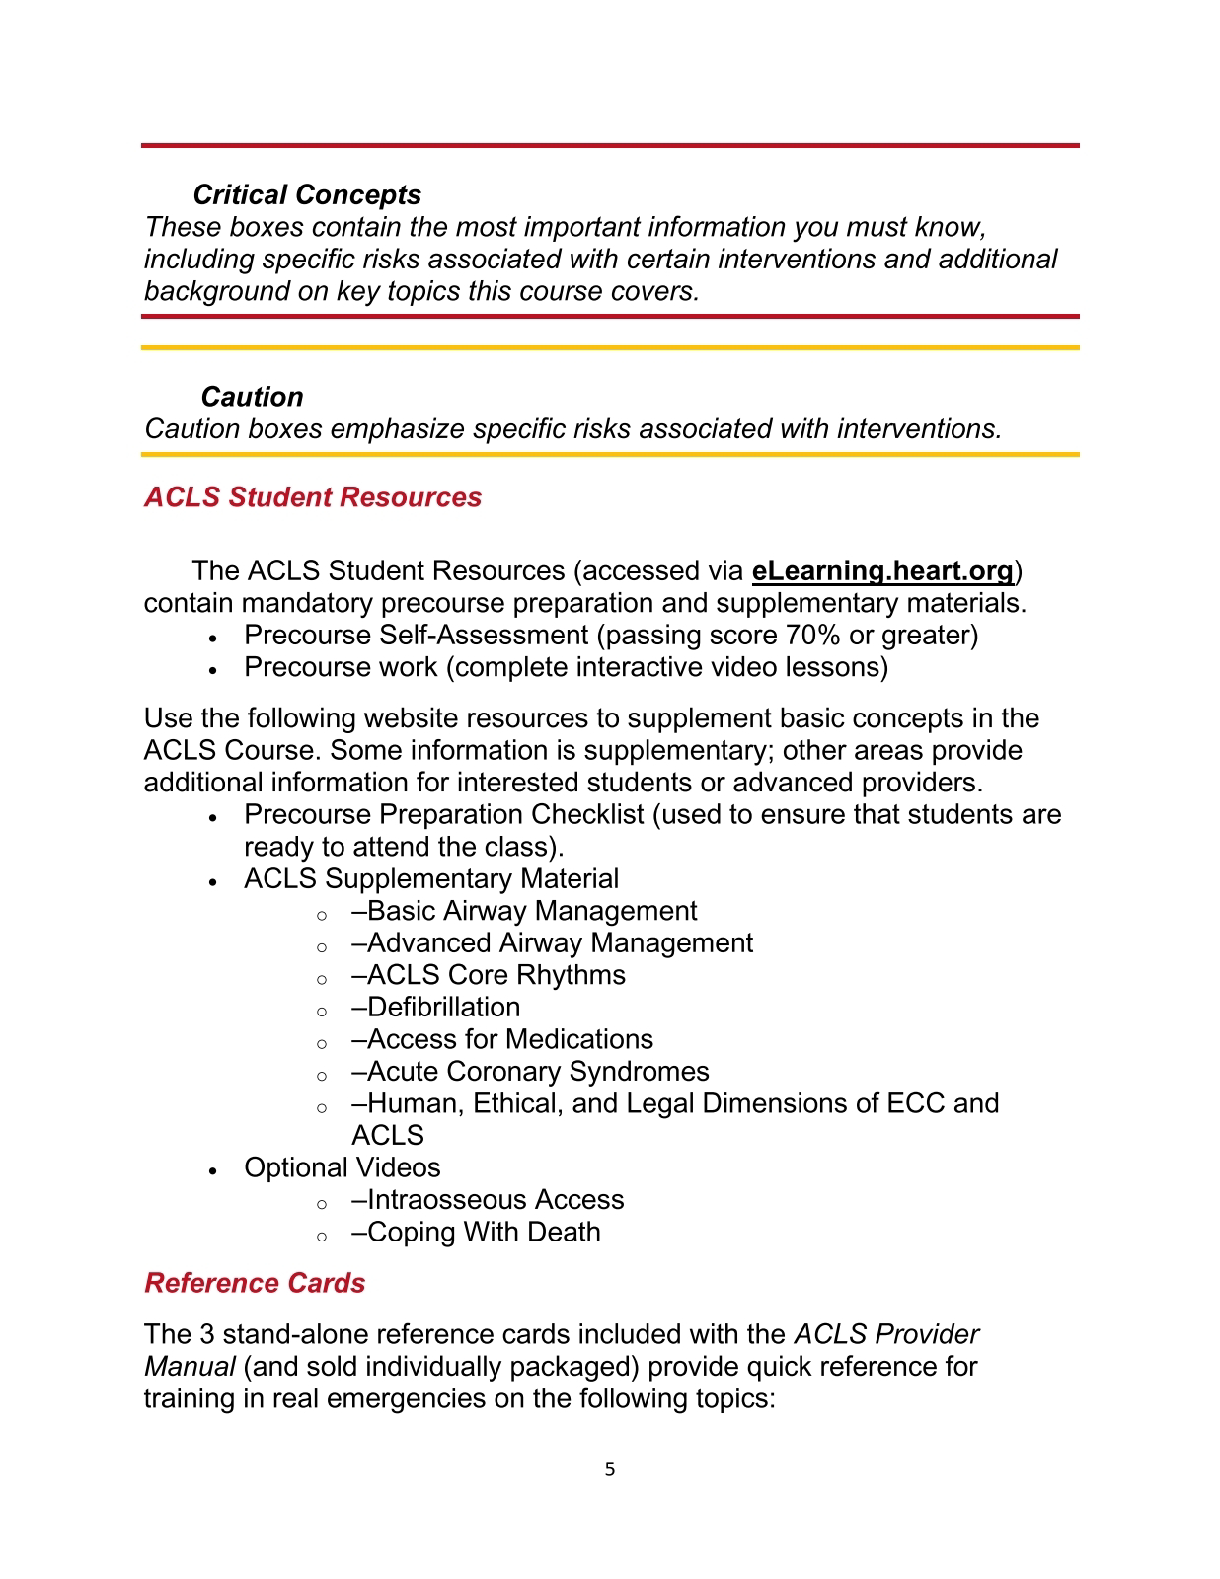 Critical Concepts
These boxes contain the most important information you must know,
including specific risks associated with certain interventions and additional
background on key topics this course covers.
Caution
Caution boxes emphasize specific risks associated with interventions.
ACLS Student Resources
The ACLS Student Resources (accessed via eLearning.heart.org)
contain mandatory precourse preparation and supplementary materials.
• Precourse Self-Assessment (passing score 70% or greater)
• Precourse work (complete interactive video lessons)
Use the following website resources to supplement basic concepts in the
ACLS Course. Some information is supplementary; other areas provide
additional information for interested students or advanced providers.
• Precourse Preparation Checklist (used to ensure that students are
ready to attend the class).
• ACLS Supplementary Material
o –Basic Airway Management
o –Advanced Airway Management
o –ACLS Core Rhythms
o –Defibrillation
o –Access for Medications
o –Acute Coronary Syndromes
o –Human, Ethical, and Legal Dimensions of ECC and
ACLS
• Optional Videos
o –Intraosseous Access
o –Coping With Death
Reference Cards
The 3 stand-alone reference cards included with the ACLS Provider
Manual (and sold individually packaged) provide quick reference for
training in real emergencies on the following topics:
5